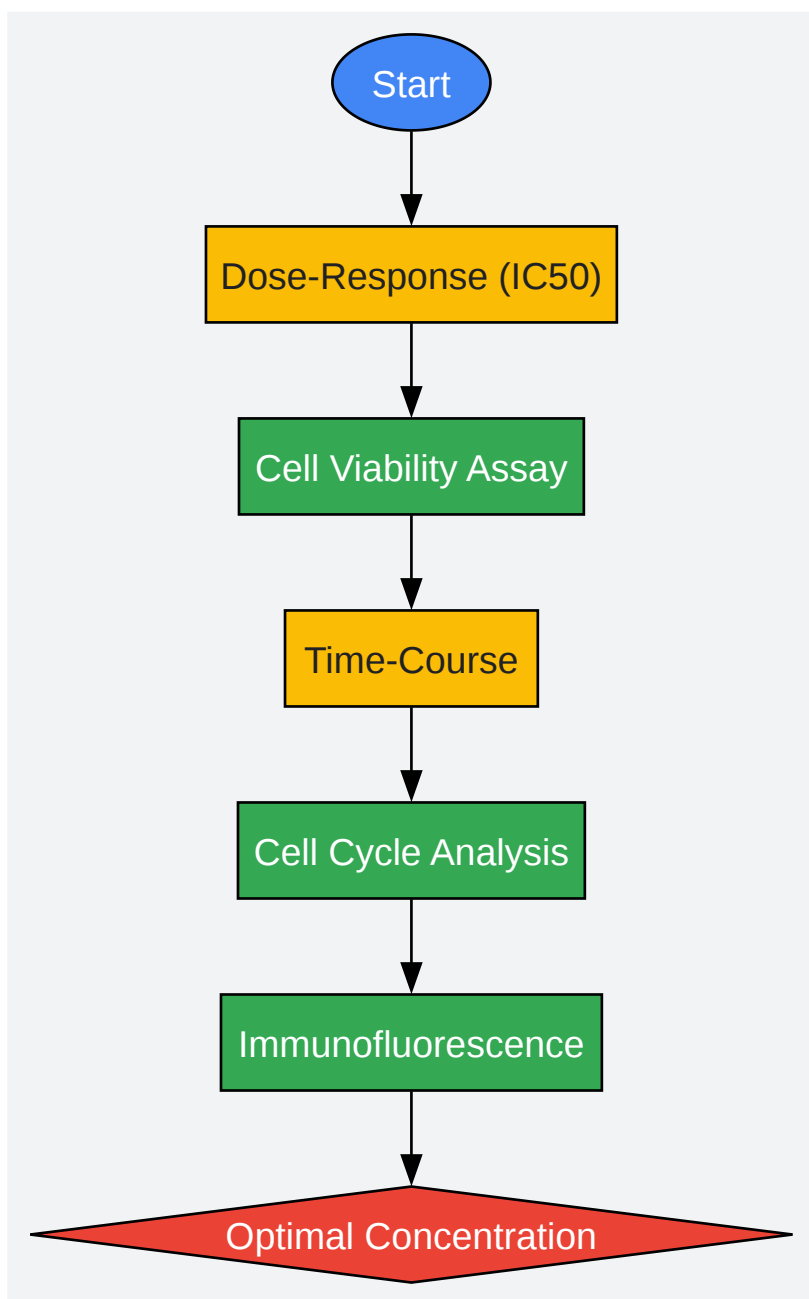 Start
Dose-Response (IC50)
Cell Viability Assay
Time-Course
Cell Cycle Analysis
Immunofluorescence
Optimal Concentration